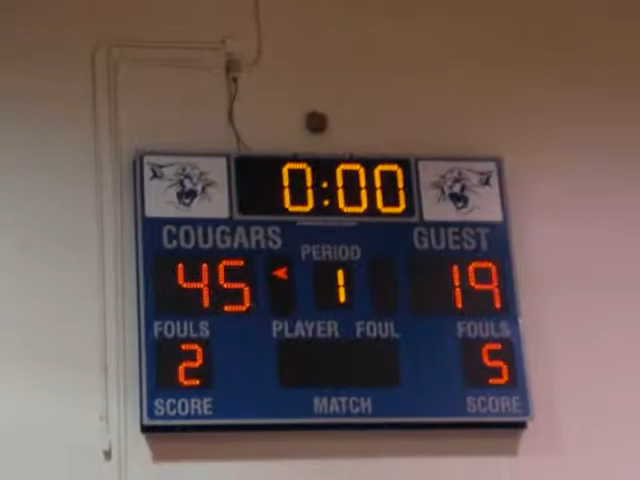 0:00
COUGARS GUEST
PERIOD
45 1 19
FOULS PLAYER FOUL FOULS
2 5
SCORE MATCH SCORE